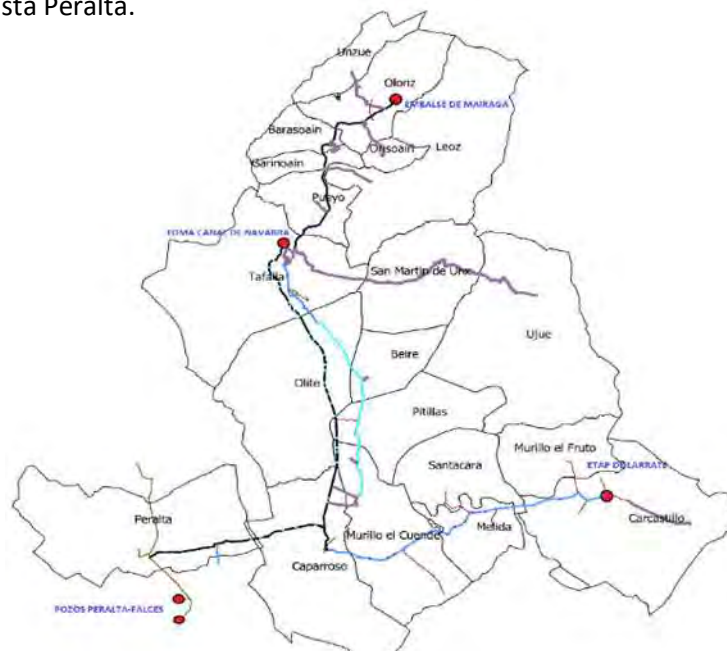 sta Peralta.
Unzue
Oloriz
EMBALSE DE MAIRAGA
Barasoain
Orisoain
Leoz
Garinoain
Pueyo
TOMA CANAL DE NAVARRA
Tafalla
San Martin de Unx
Ujue
Beire
Olite
Pitillas
Murillo el Fruto
Santacara
ETAP DOLARRATE
Peralta
Carcastillo
Murillo el Cuende
Melida
Caparroso
POZOS PERALTA-FALCES